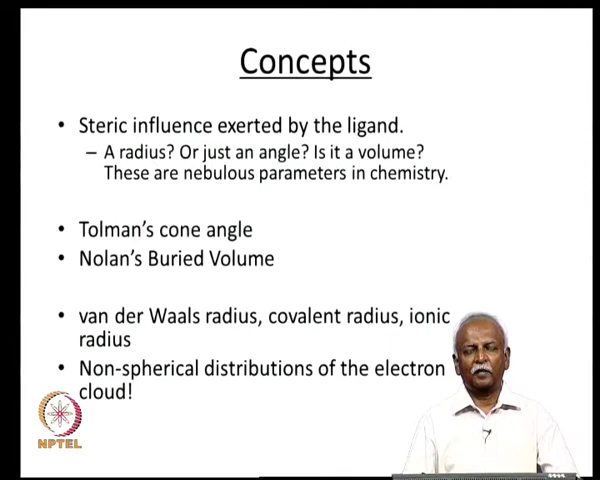 Concepts
• Steric influence exerted by the ligand.
– A radius? Or just an angle? Is it a volume?
These are nebulous parameters in chemistry.
• Tolman's cone angle
• Nolan's Buried Volume
• van der Waals radius, covalent radius, ionic
radius
• Non-spherical distributions of the electron
cloud!
NPTEL